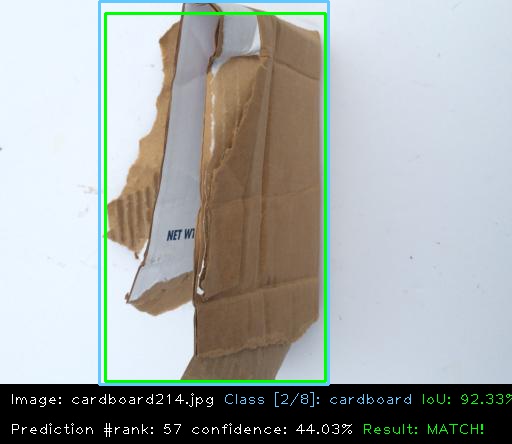 NET WT
Image: cardboard214.jpg Class [2/8]: cardboard IoU: 92.33%
Prediction #rank: 57 confidence: 44.03% Result: MATCH!